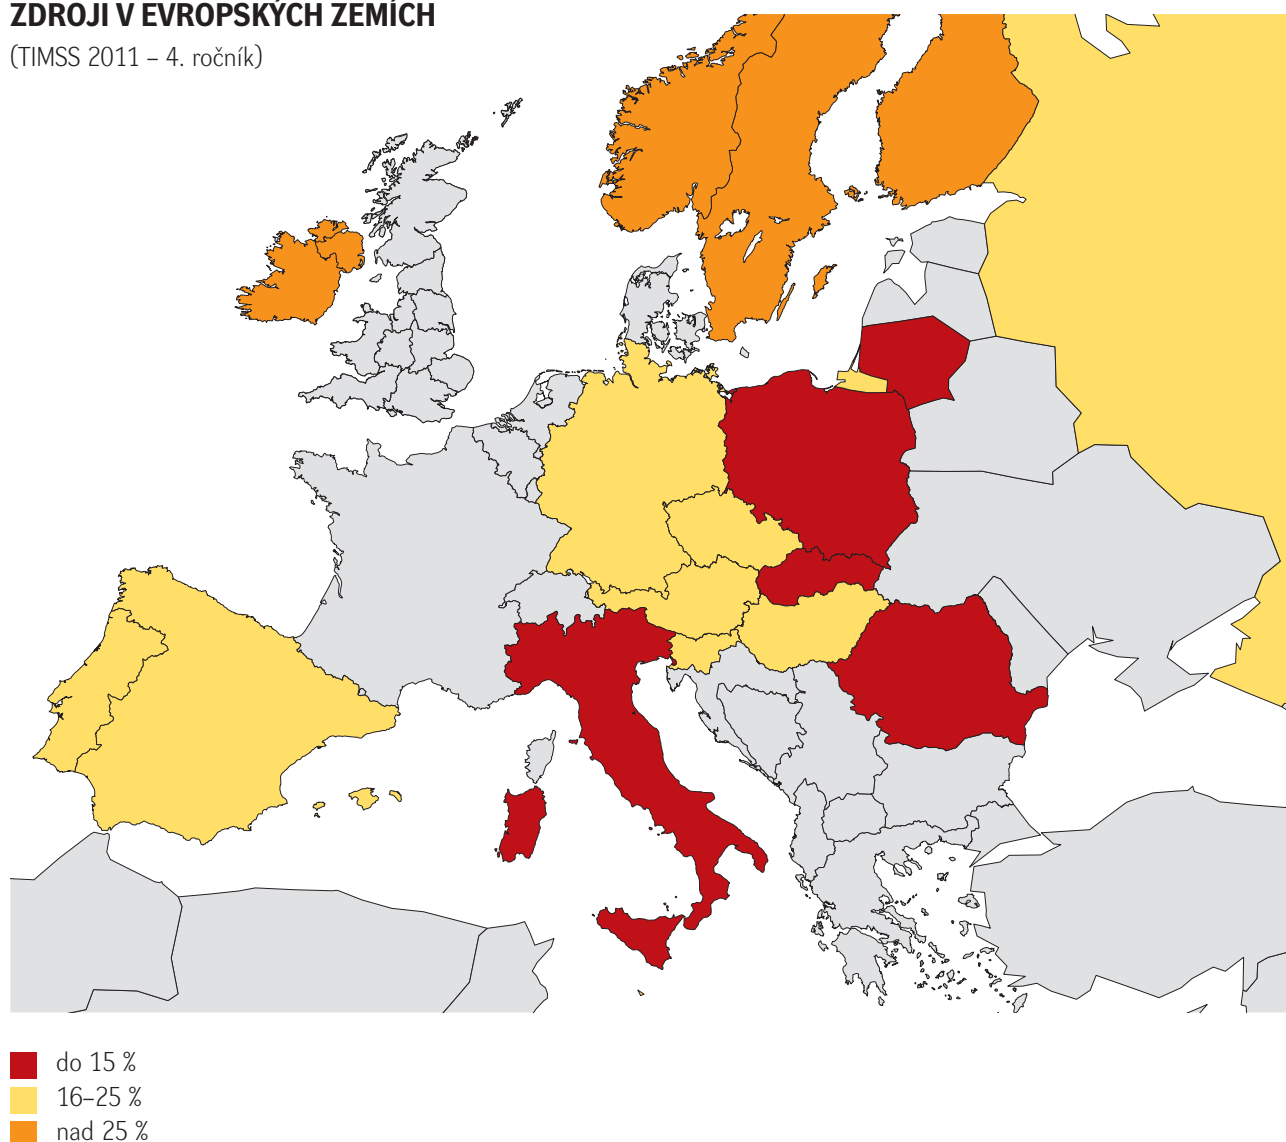 ZDROJI V EVROPSKÝCH ZEMÍCH
(TIMSS 2011 – 4. ročník)
do 15 %
16–25 %
nad 25 %